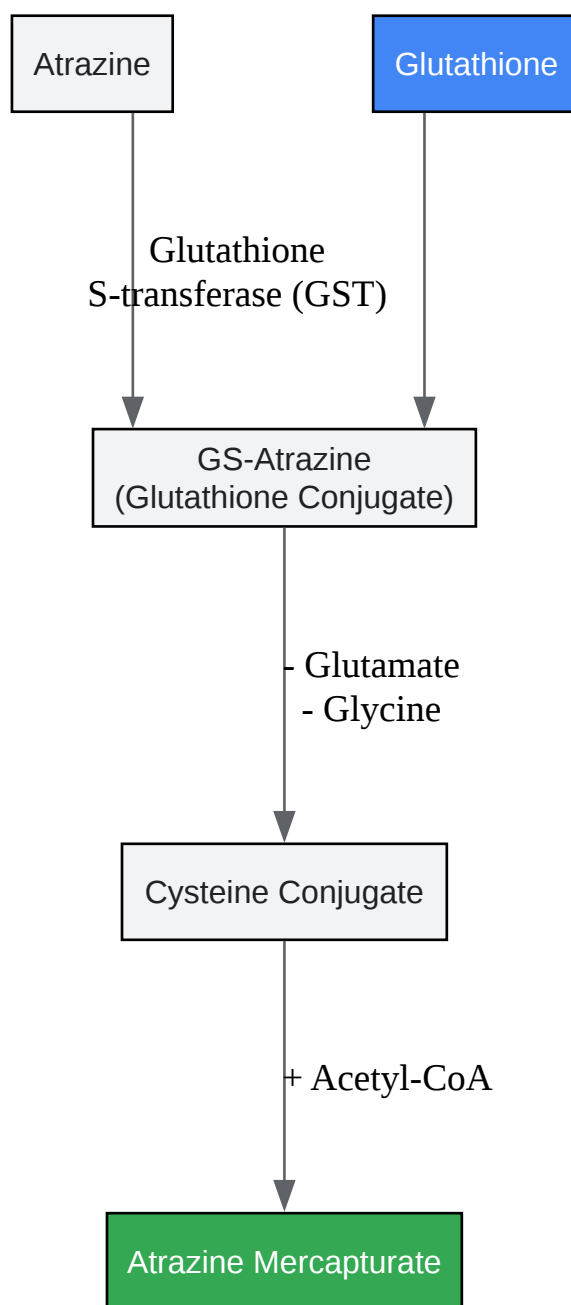 Atrazine
Glutathione
Glutathione
S-transferase (GST)
GS-Atrazine
(Glutathione Conjugate)
- Glutamate
- Glycine
Cysteine Conjugate
+ Acetyl-CoA
Atrazine Mercapturate